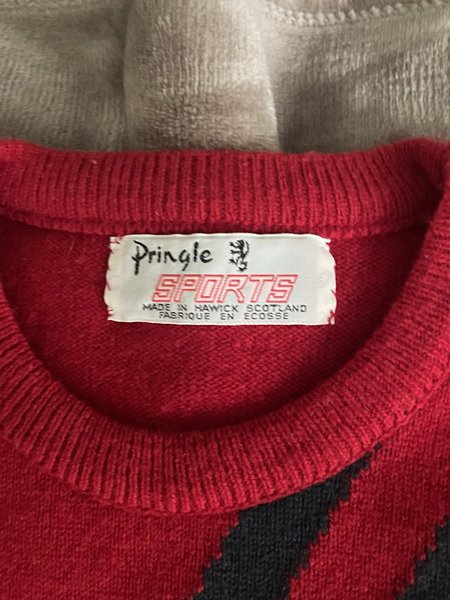 Pringle
SPORTS
MADE IN HAWICK SCOTLAND
FABRIQUE EN ECOSSE